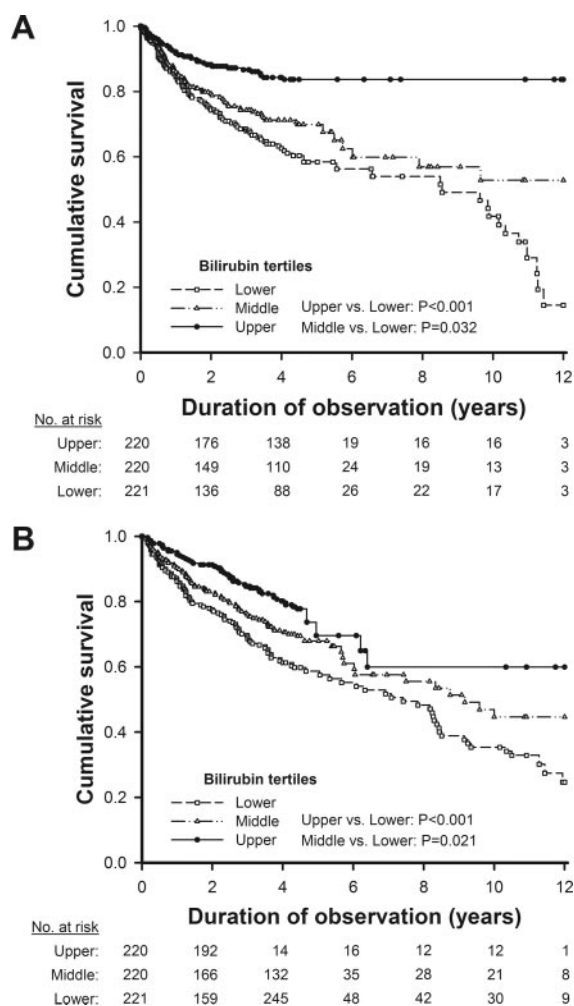 A
1.0
0.8
0.6
0.4
0.2
0.0
Cumulative survival
Bilirubin tertiles
Lower
Middle Upper vs. Lower: P<0.001
Upper Middle vs. Lower: P=0.032
0 2 4 6 8 10 12
Duration of observation (years)
No. at risk
Upper: 220 176 138 19 16 16 3
Middle: 220 149 110 24 19 13 3
Lower: 221 136 88 26 22 17 3
B
1.0
0.8
0.6
0.4
0.2
0.0
Cumulative survival
Bilirubin tertiles
Lower
Middle Upper vs. Lower: P<0.001
Upper Middle vs. Lower: P=0.021
0 2 4 6 8 10 12
Duration of observation (years)
No. at risk
Upper: 220 192 14 16 12 12 1
Middle: 220 166 132 35 28 21 8
Lower: 221 159 245 48 42 30 9